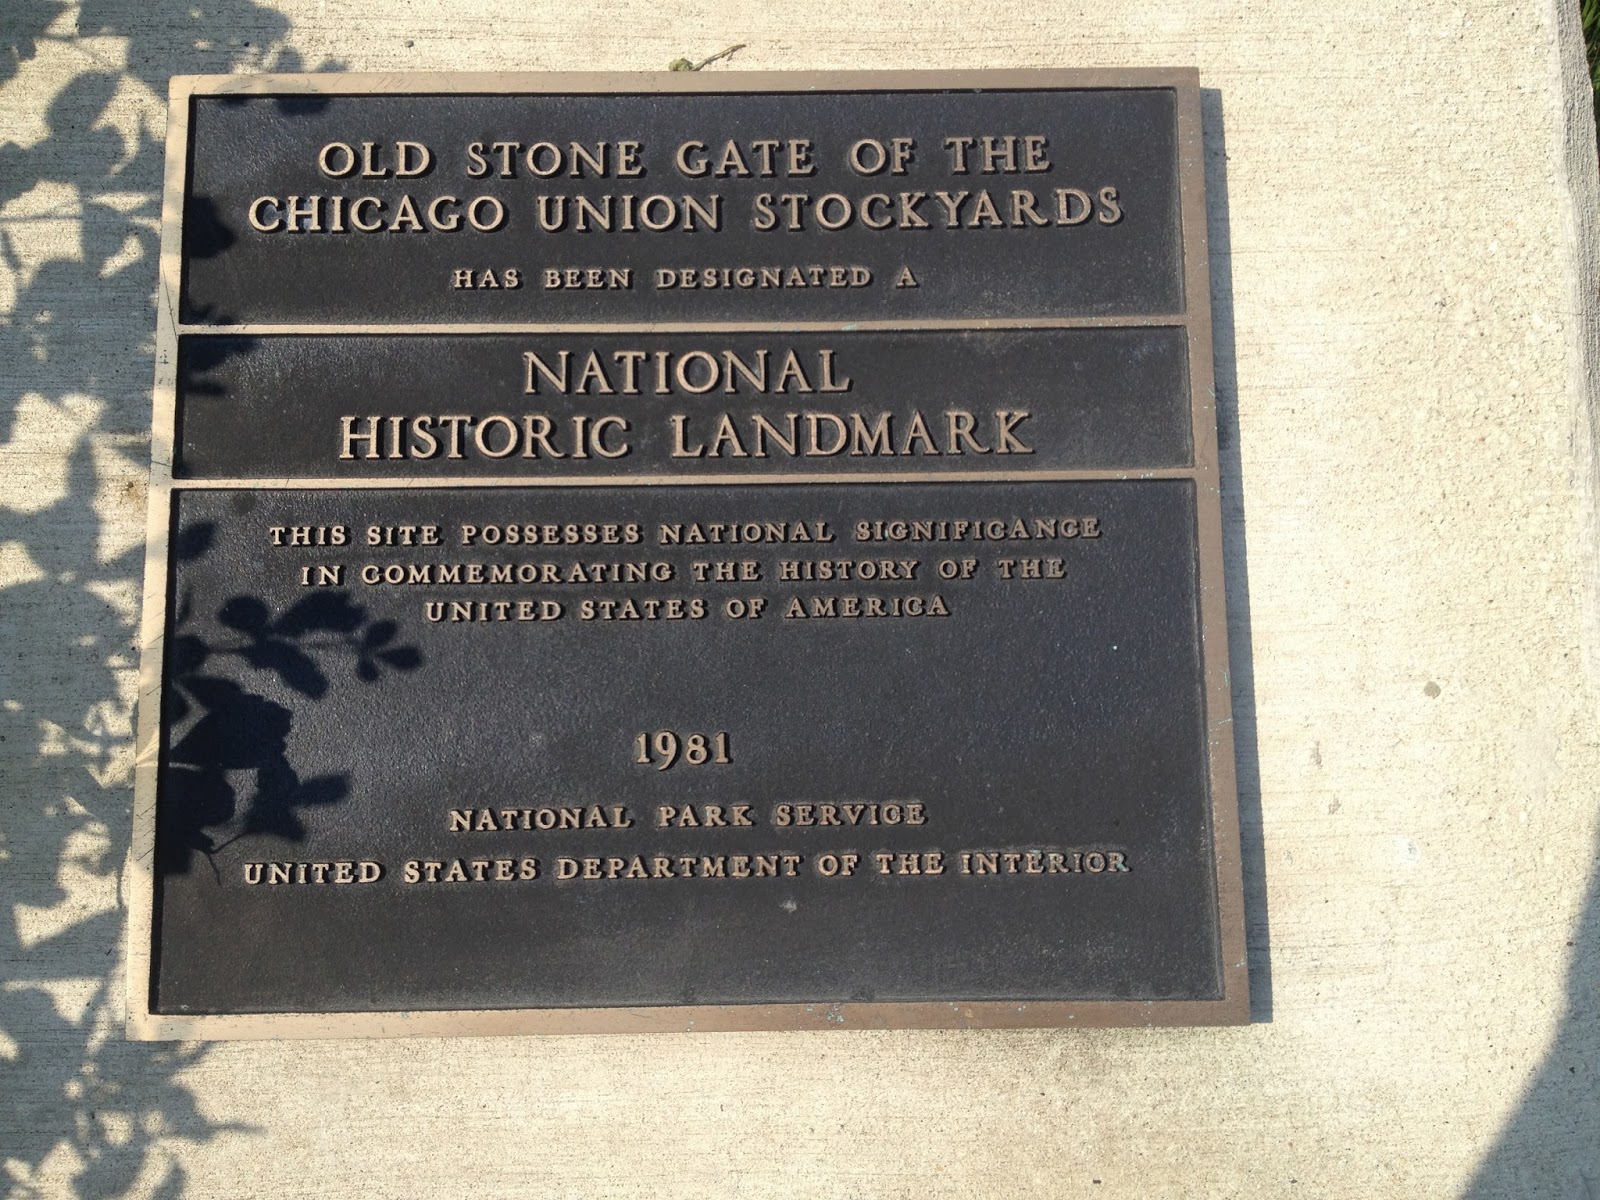 OLD STONE GATE OF THE
CHICAGO UNION STOCKYARDS
HAS BEEN DESIGNATED A
NATIONAL
HISTORIC LANDMARK
THIS SITE POSSESSES NATIONAL SIGNIFICANCE
IN COMMEMORATING THE HISTORY OF THE
UNITED STATES OF AMERICA
1981
NATIONAL PARK SERVICE
UNITED STATES DEPARTMENT OF THE INTERIOR